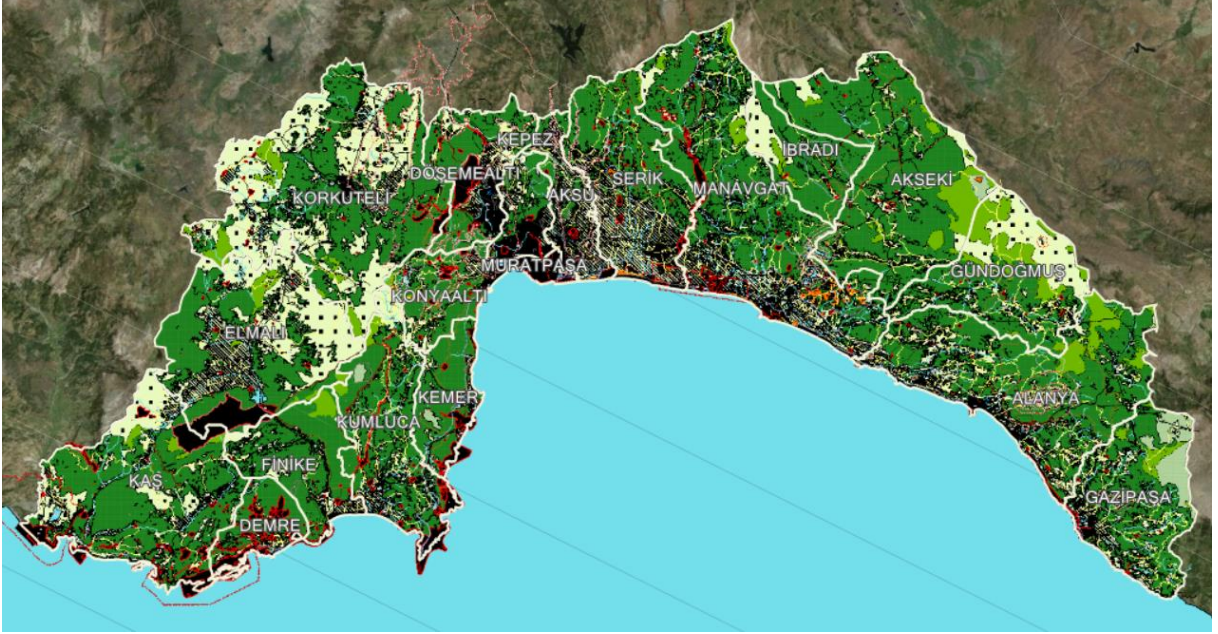 KEPEZ
İBRADI
DÖŞEMEALTI
SERİK
AKSEKİ
KORKUTELİ
AKSU
MANAVGAT
MURATPAŞA
GÜNDOĞMUŞ
KONYAALTI
ELMALI
KEMER
ALANYA
KUMLUCA
FİNİKE
KAŞ
GAZİPAŞA
DEMRE